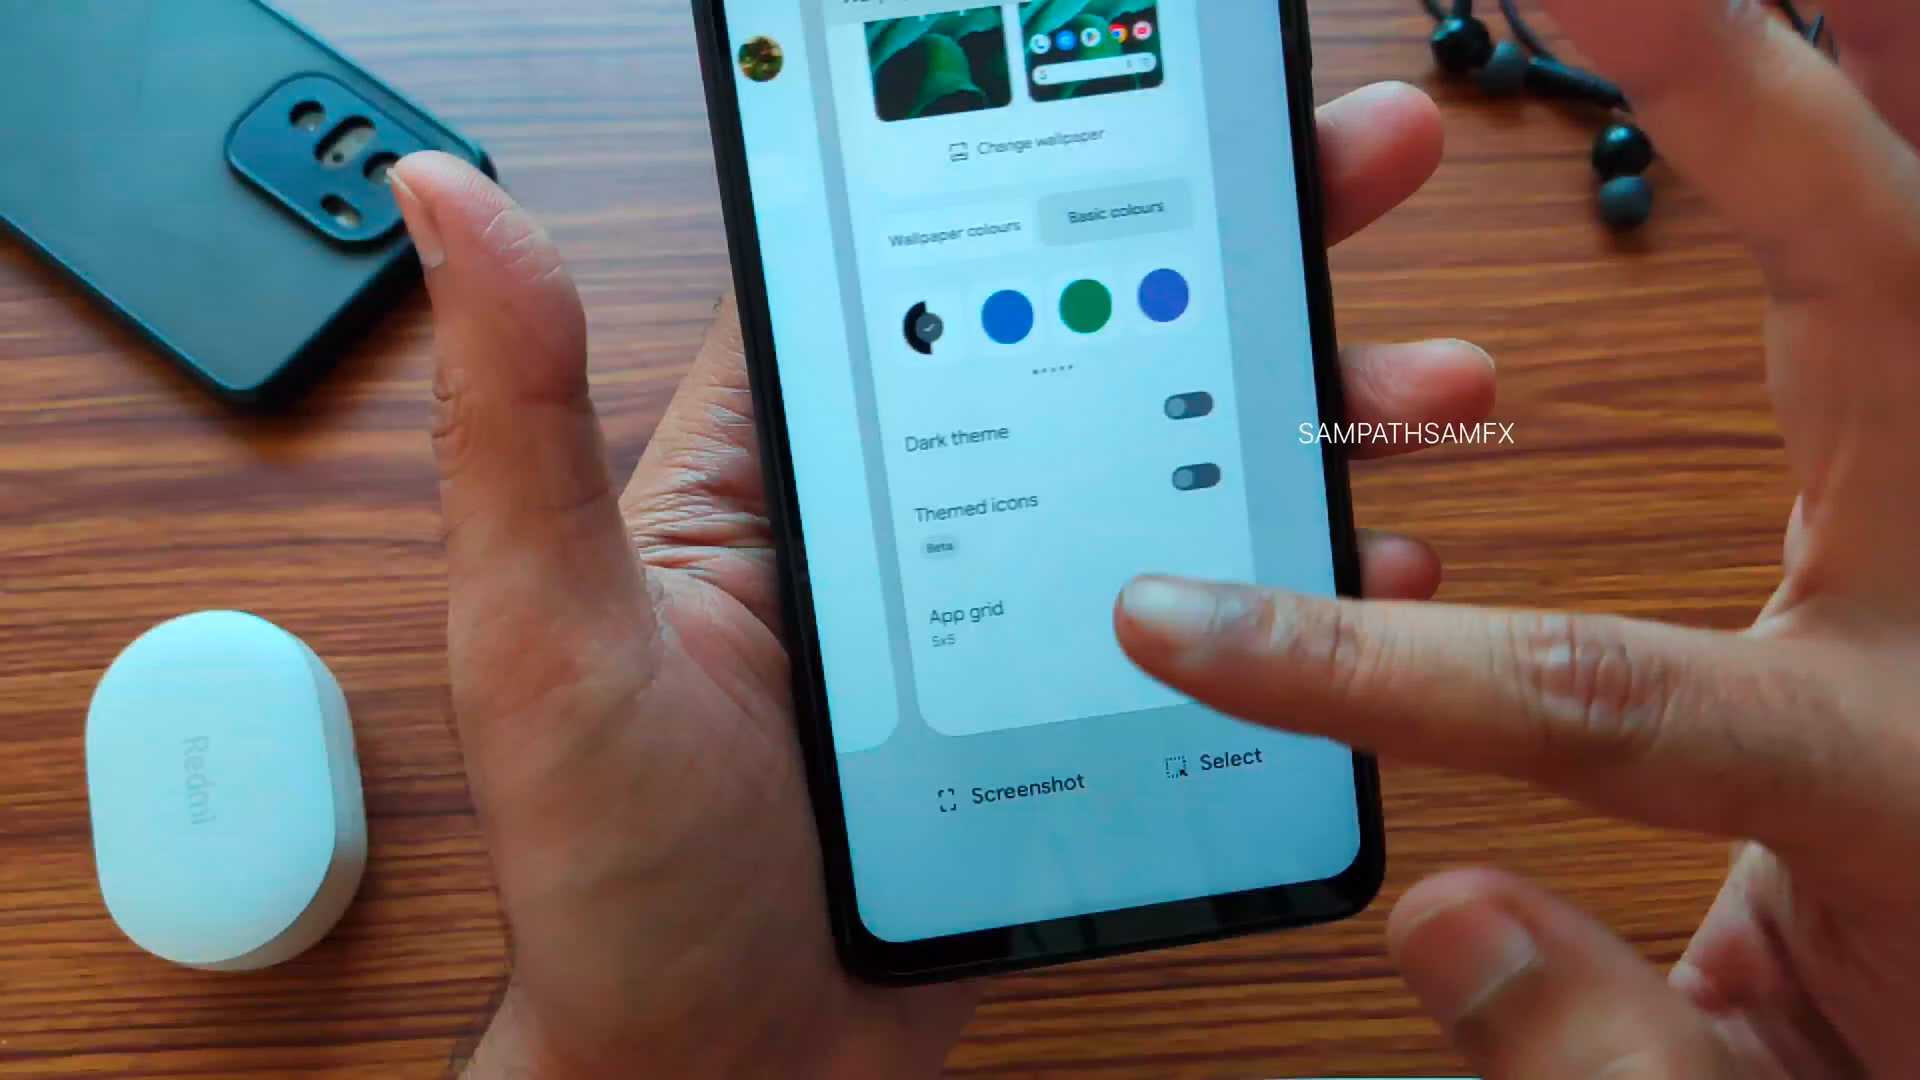 Change wallpaper
Wallpaper colours
Basic colours
Dark theme
Themed icons
Beta
App grid
5x5
Screenshot
Select
SAMPATHSAMFX
Redmi